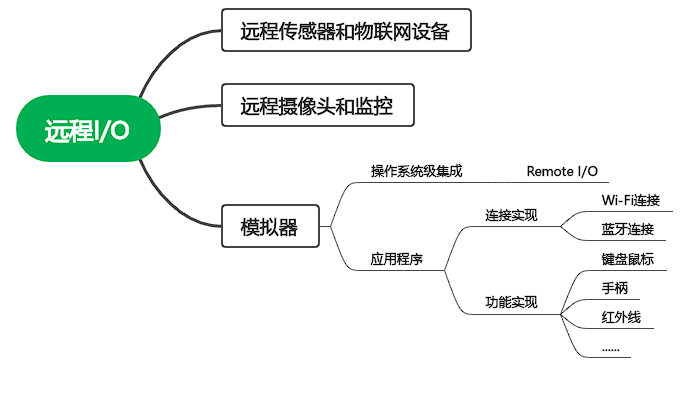 远程I/O
远程传感器和物联网设备
远程摄像头和监控
模拟器
操作系统级集成
Remote I/O
应用程序
连接实现
Wi-Fi连接
蓝牙连接
功能实现
键盘鼠标
手柄
红外线
......